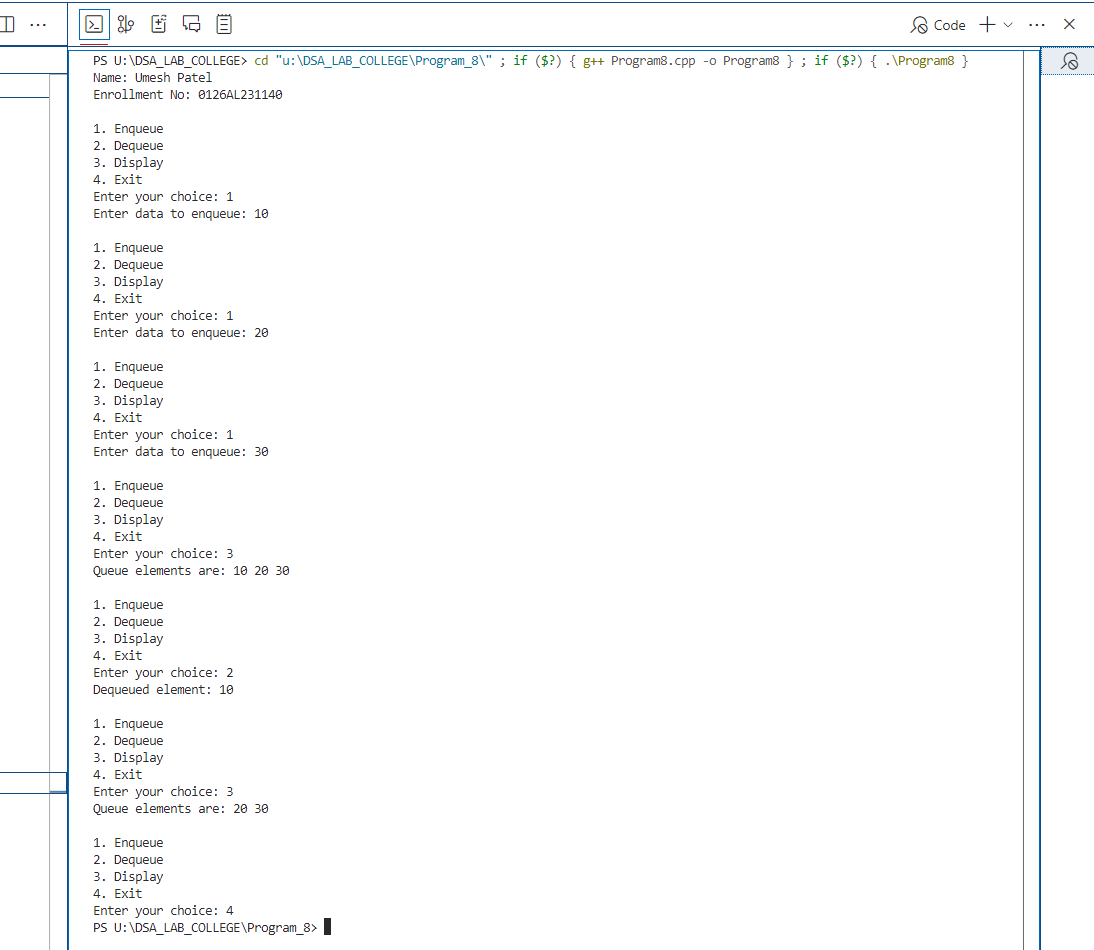 Code
PS U:\DSA_LAB_COLLEGE> cd "u:\DSA_LAB_COLLEGE\Program_8\" ; if ($?) { g++ Program8.cpp -o Program8 } ; if ($?) { .\Program8 }
Name: Umesh Patel
Enrollment No: 0126AL231140

1. Enqueue
2. Dequeue
3. Display
4. Exit
Enter your choice: 1
Enter data to enqueue: 10

1. Enqueue
2. Dequeue
3. Display
4. Exit
Enter your choice: 1
Enter data to enqueue: 20

1. Enqueue
2. Dequeue
3. Display
4. Exit
Enter your choice: 1
Enter data to enqueue: 30

1. Enqueue
2. Dequeue
3. Display
4. Exit
Enter your choice: 3
Queue elements are: 10 20 30

1. Enqueue
2. Dequeue
3. Display
4. Exit
Enter your choice: 2
Dequeued element: 10

1. Enqueue
2. Dequeue
3. Display
4. Exit
Enter your choice: 3
Queue elements are: 20 30

1. Enqueue
2. Dequeue
3. Display
4. Exit
Enter your choice: 4
PS U:\DSA_LAB_COLLEGE\Program_8>